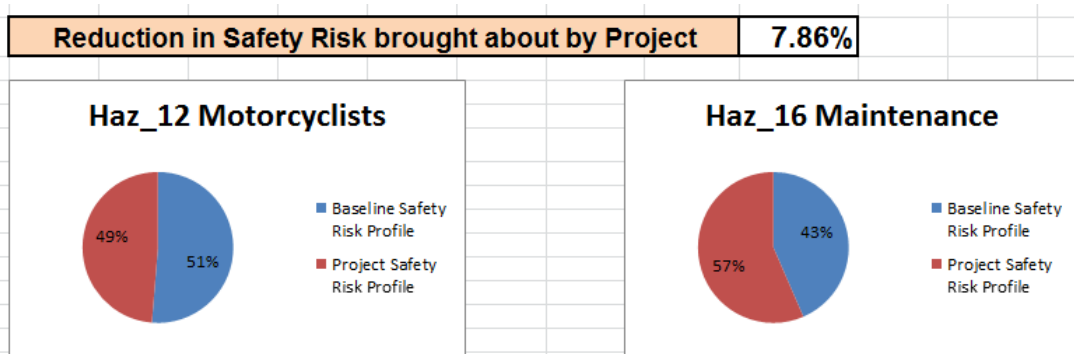 Reduction in Safety Risk brought about by Project 7.86%
Haz_12 Motorcyclists
49%
51%
Baseline Safety
Risk Profile
Project Safety
Risk Profile
Haz_16 Maintenance
43%
57%
Baseline Safety
Risk Profile
Project Safety
Risk Profile